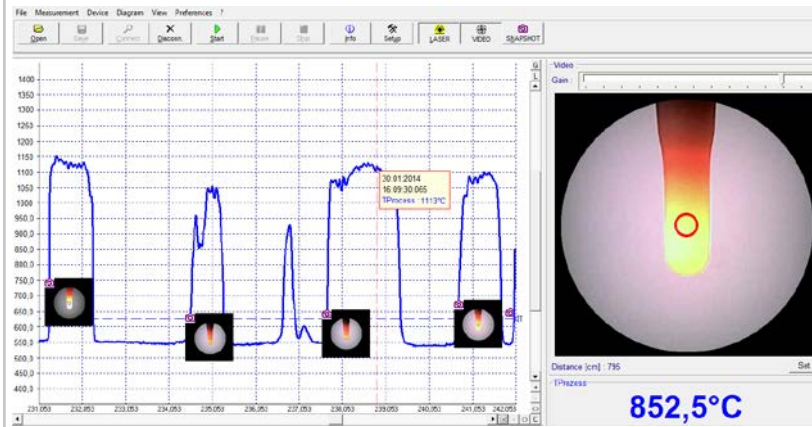 File Measurement Device Diagram View Preferences ?
Open Save Connect Disconn. Start Pause Stop Info Setup LASER VIDEO SNAPSHOT
G
L
1400
1350
1300
1250
1200
1150
1100
1050
1000
950,0
900,0
850,0
800,0
750,0
700,0
650,0
600,0
550,0
500,0
450,0
400,0
30.01.2014
16:09:30.065
TProcess : 1113°C
231,053 232,053 233,053 234,053 235,053 236,053 237,053 238,053 239,053 240,053 241,053 242,053
Video
Gain :
Distance [cm] : 795
Set
TProzess
852,5°C